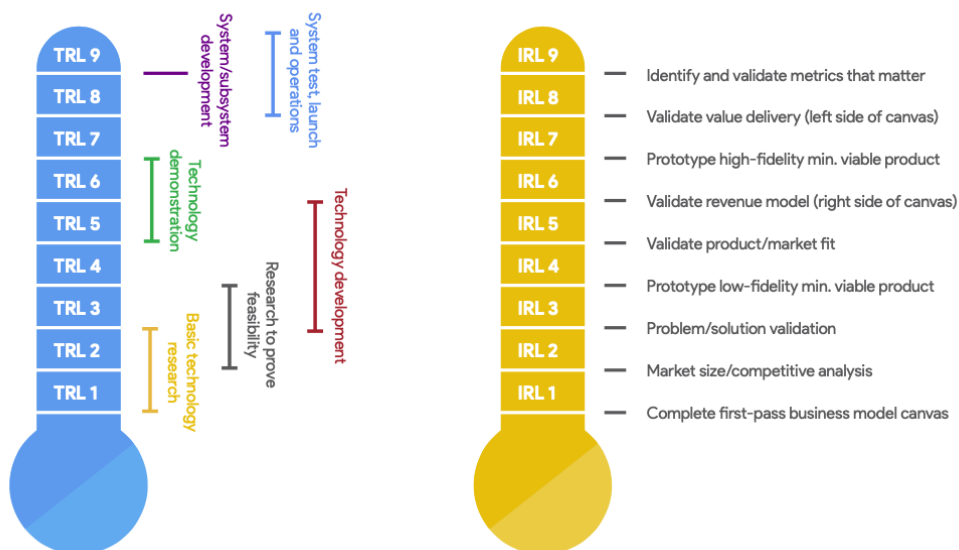 TRL 9
TRL 8
TRL 7
TRL 6
TRL 5
TRL 4
TRL 3
TRL 2
TRL 1
System/subsystem
development
System test, launch
and operations
Technology
demonstration
Technology development
Research to prove
feasibility
Basic technology
research
IRL 9
IRL 8
IRL 7
IRL 6
IRL 5
IRL 4
IRL 3
IRL 2
IRL 1
Identify and validate metrics that matter
Validate value delivery (left side of canvas)
Prototype high-fidelity min. viable product
Validate revenue model (right side of canvas)
Validate product/market fit
Prototype low-fidelity min. viable product
Problem/solution validation
Market size/competitive analysis
Complete first-pass business model canvas